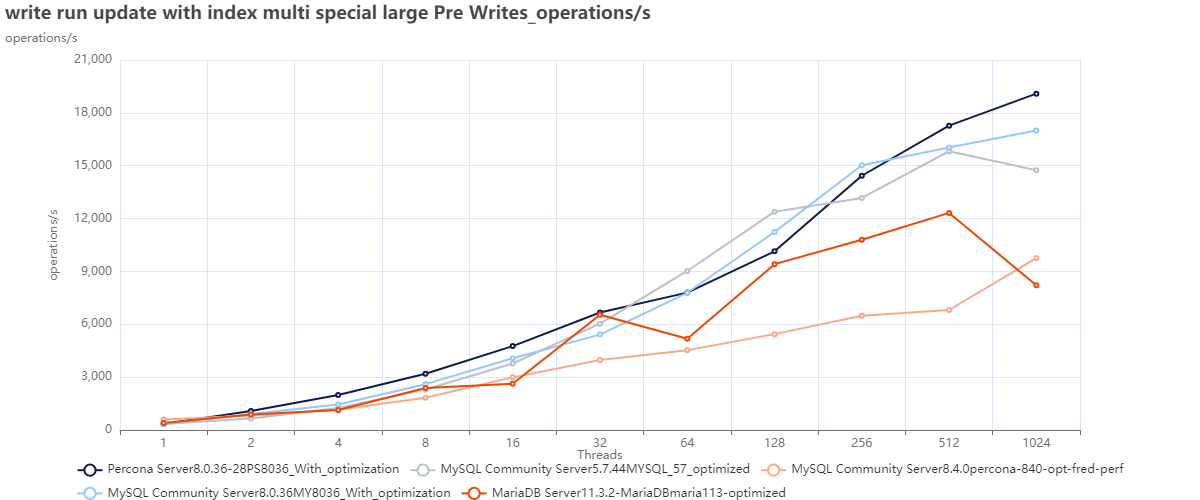 write run update with index multi special large Pre Writes_operations/s
operations/s
21,000
18,000
15,000
12,000
9,000
6,000
3,000
0
operations/s
1 2 4 8 16 32 64 128 256 512 1024
Threads
Percona Server8.0.36-28PS8036_With_optimization MySQL Community Server5.7.44MYSQL_57_optimized MySQL Community Server8.4.0percona-840-opt-fred-perf
MySQL Community Server8.0.36MY8036_With_optimization MariaDB Server11.3.2-MariaDBmaria113-optimized